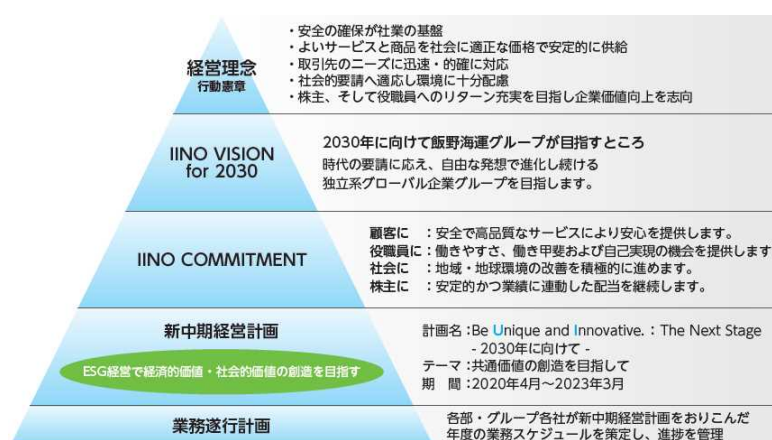 経営理念
行動憲章
・安全の確保が社業の基盤
・よいサービスと商品を社会に適正な価格で安定的に供給
・取引先のニーズに迅速・的確に対応
・社会的要請へ適応し環境に十分配慮
・株主、そして役職員へのリターン充実を目指し企業価値向上を志向
IINO VISION
for 2030
2030年に向けて飯野海運グループが目指すところ
時代の要請に応え、自由な発想で進化し続ける
独立系グローバル企業グループを目指します。
IINO COMMITMENT
顧客に　：安全で高品質なサービスにより安心を提供します。
役職員に：働きやすさ、働き甲斐および自己実現の機会を提供します
社会に　：地域・地球環境の改善を積極的に進めます。
株主に　：安定的かつ業績に連動した配当を継続します。
新中期経営計画
ESG経営で経済的価値・社会的価値の創造を目指す
計画名：Be Unique and Innovative.：The Next Stage
- 2030年に向けて -
テーマ：共通価値の創造を目指して
期　間：2020年4月～2023年3月
業務遂行計画
各部・グループ各社が新中期経営計画をおりこんだ
年度の業務スケジュールを策定し、進捗を管理